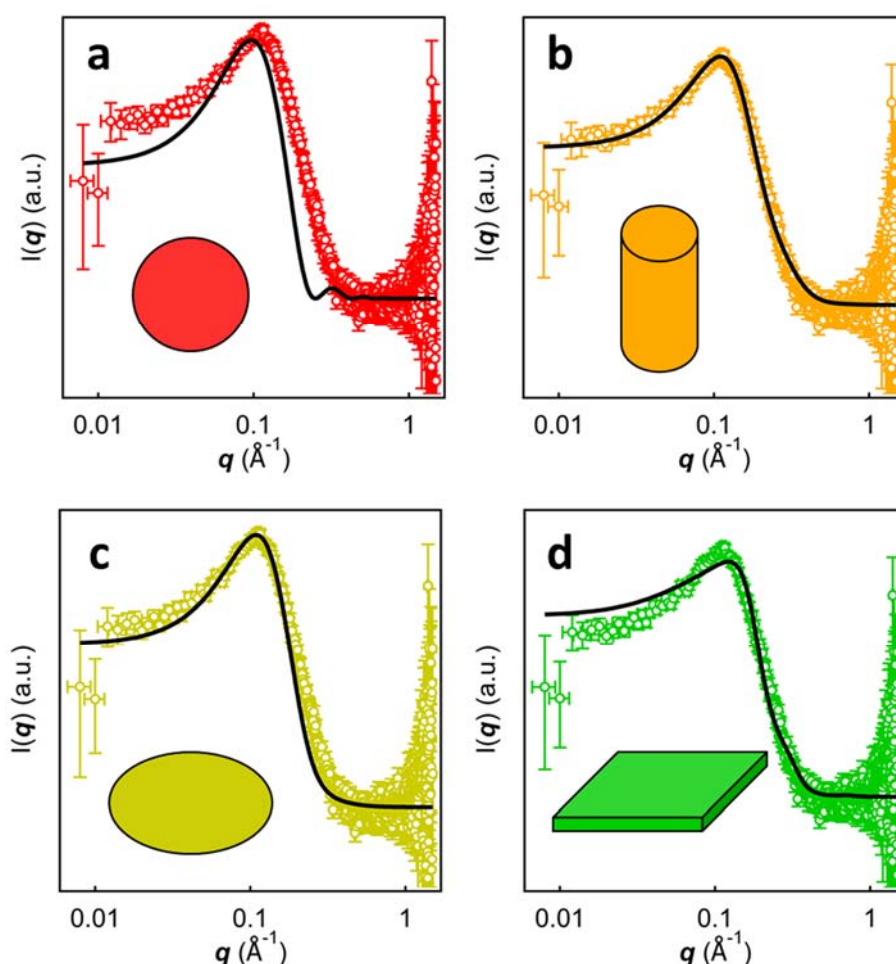 a
I(q) (a.u.)
0.01 0.1 1
q (Å⁻¹)
b
I(q) (a.u.)
0.01 0.1 1
q (Å⁻¹)
c
I(q) (a.u.)
0.01 0.1 1
q (Å⁻¹)
d
I(q) (a.u.)
0.01 0.1 1
q (Å⁻¹)